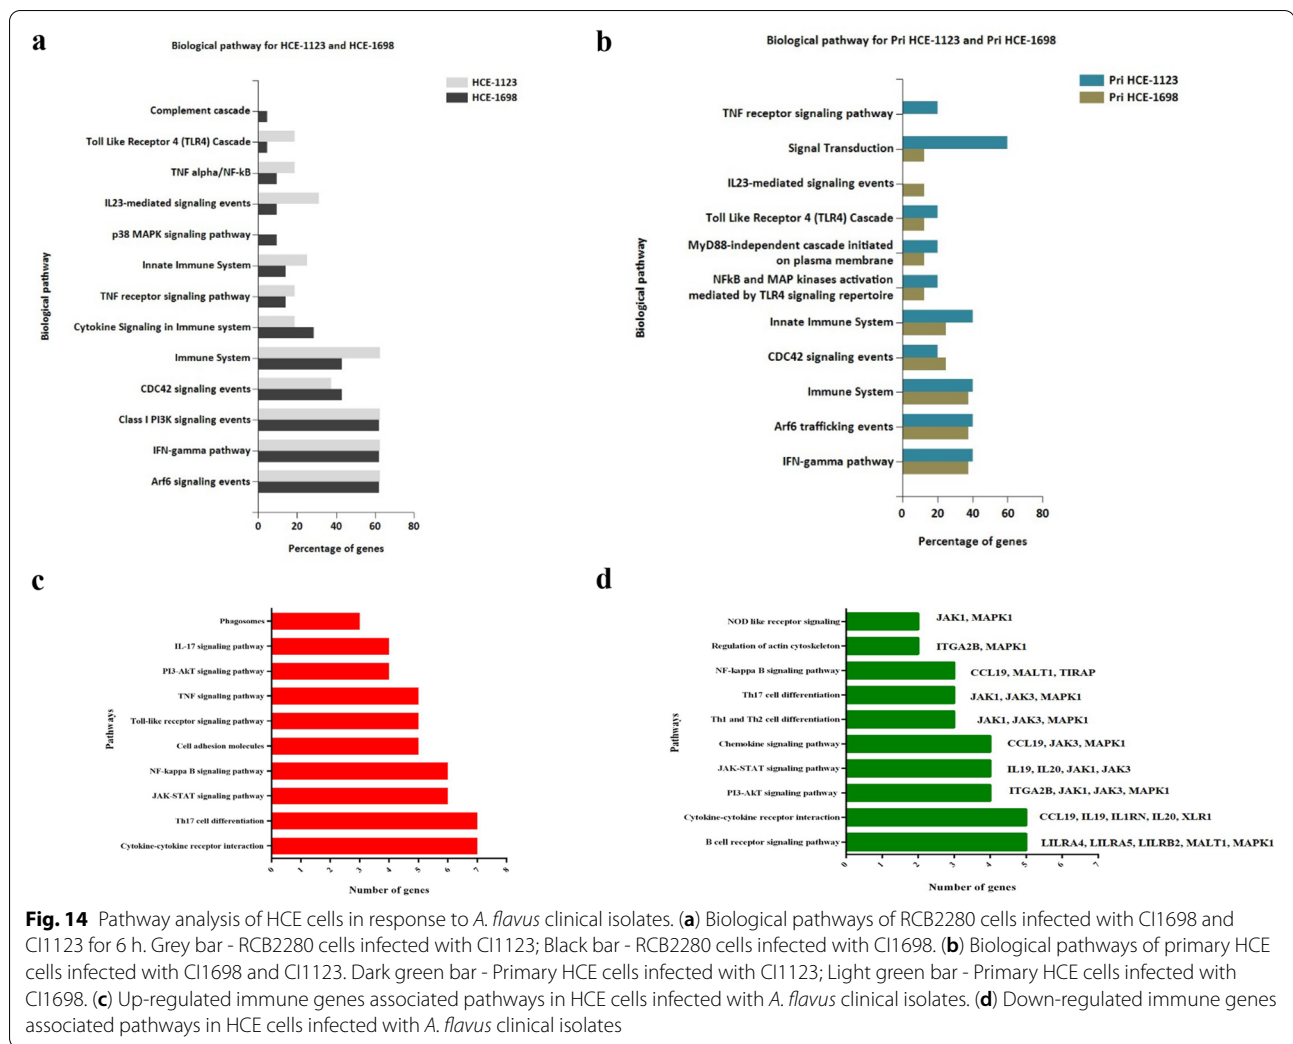 a
Biological pathway for HCE-1123 and HCE-1698
HCE-1123
HCE-1698
Complement cascade
Toll Like Receptor 4 (TLR4) Cascade
TNF alpha/NF-kB
IL23-mediated signaling events
p38 MAPK signaling pathway
Innate Immune System
TNF receptor signaling pathway
Cytokine Signaling in Immune system
Immune System
CDC42 signaling events
Class I PI3K signaling events
IFN-gamma pathway
Arf6 signaling events
Biological pathway
0 20 40 60 80
Percentage of genes
b
Biological pathway for Pri HCE-1123 and Pri HCE-1698
Pri HCE-1123
Pri HCE-1698
TNF receptor signaling pathway
Signal Transduction
IL23-mediated signaling events
Toll Like Receptor 4 (TLR4) Cascade
MyD88-independent cascade initiated
on plasma membrane
NFkB and MAP kinases activation
mediated by TLR4 signaling repertoire
Innate Immune System
CDC42 signaling events
Immune System
Arf6 trafficking events
IFN-gamma pathway
Biological pathway
0 20 40 60 80
Percentage of genes
c
Phagosomes
IL-17 signaling pathway
PI3-AkT signaling pathway
TNF signaling pathway
Toll-like receptor signaling pathway
Cell adhesion molecules
NF-kappa B signaling pathway
JAK-STAT signaling pathway
Th17 cell differentiation
Cytokine-cytokine receptor interaction
Pathways
0 1 2 3 4 5 6 7 8
Number of genes
d
NOD like receptor signaling JAK1, MAPK1
Regulation of actin cytoskeleton ITGA2B, MAPK1
NF-kappa B signaling pathway CCL19, MALT1, TIRAP
Th17 cell differentiation JAK1, JAK3, MAPK1
Th1 and Th2 cell differentiation JAK1, JAK3, MAPK1
Chemokine signaling pathway CCL19, JAK3, MAPK1
JAK-STAT signaling pathway IL19, IL20, JAK1, JAK3
PI3-AkT signaling pathway ITGA2B, JAK1, JAK3, MAPK1
Cytokine-cytokine receptor interaction CCL19, IL19, IL1RN, IL20, XLR1
B cell receptor signaling pathway LILRA4, LILRA5, LILRB2, MALT1, MAPK1
Pathways
0 1 2 3 4 5 6 7
Number of genes
Fig. 14 Pathway analysis of HCE cells in response to A. flavus clinical isolates. (a) Biological pathways of RCB2280 cells infected with CI1698 and
CI1123 for 6 h. Grey bar - RCB2280 cells infected with CI1123; Black bar - RCB2280 cells infected with CI1698. (b) Biological pathways of primary HCE
cells infected with CI1698 and CI1123. Dark green bar - Primary HCE cells infected with CI1123; Light green bar - Primary HCE cells infected with
CI1698. (c) Up-regulated immune genes associated pathways in HCE cells infected with A. flavus clinical isolates. (d) Down-regulated immune genes
associated pathways in HCE cells infected with A. flavus clinical isolates